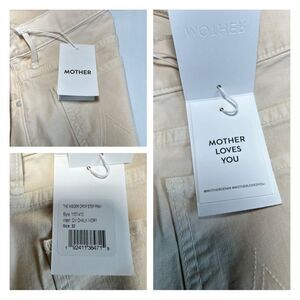 MOTHER
MOTHER
MOTHER
LOVES
YOU
@MOTHERDENIM #MOTHERLOVESYOU
THE INSIDER CROP STEP FRAY
Size: 32